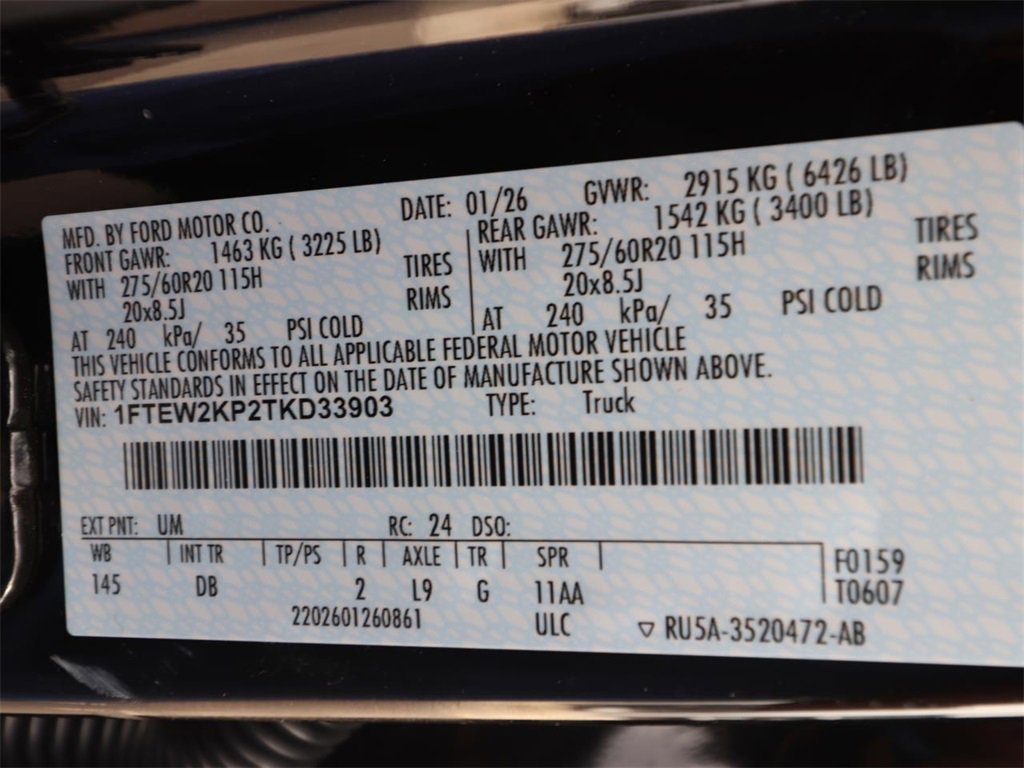 MFD. BY FORD MOTOR CO. DATE: 01/26 GVWR: 2915 KG ( 6426 LB)
FRONT GAWR: 1463 KG ( 3225 LB) REAR GAWR: 1542 KG ( 3400 LB)
WITH 275/60R20 115H TIRES WITH 275/60R20 115H TIRES
20x8.5J RIMS 20x8.5J RIMS
AT 240 kPa/ 35 PSI COLD AT 240 kPa/ 35 PSI COLD
THIS VEHICLE CONFORMS TO ALL APPLICABLE FEDERAL MOTOR VEHICLE
SAFETY STANDARDS IN EFFECT ON THE DATE OF MANUFACTURE SHOWN ABOVE.
VIN: 1FTEW2KP2TKD33903 TYPE: Truck
EXT PNT: UM RC: 24 DSO:
WB INT TR TP/PS R AXLE TR SPR F0159
145 DB 2 L9 G 11AA T0607
2202601260861 ULC ▽ RU5A-3520472-AB